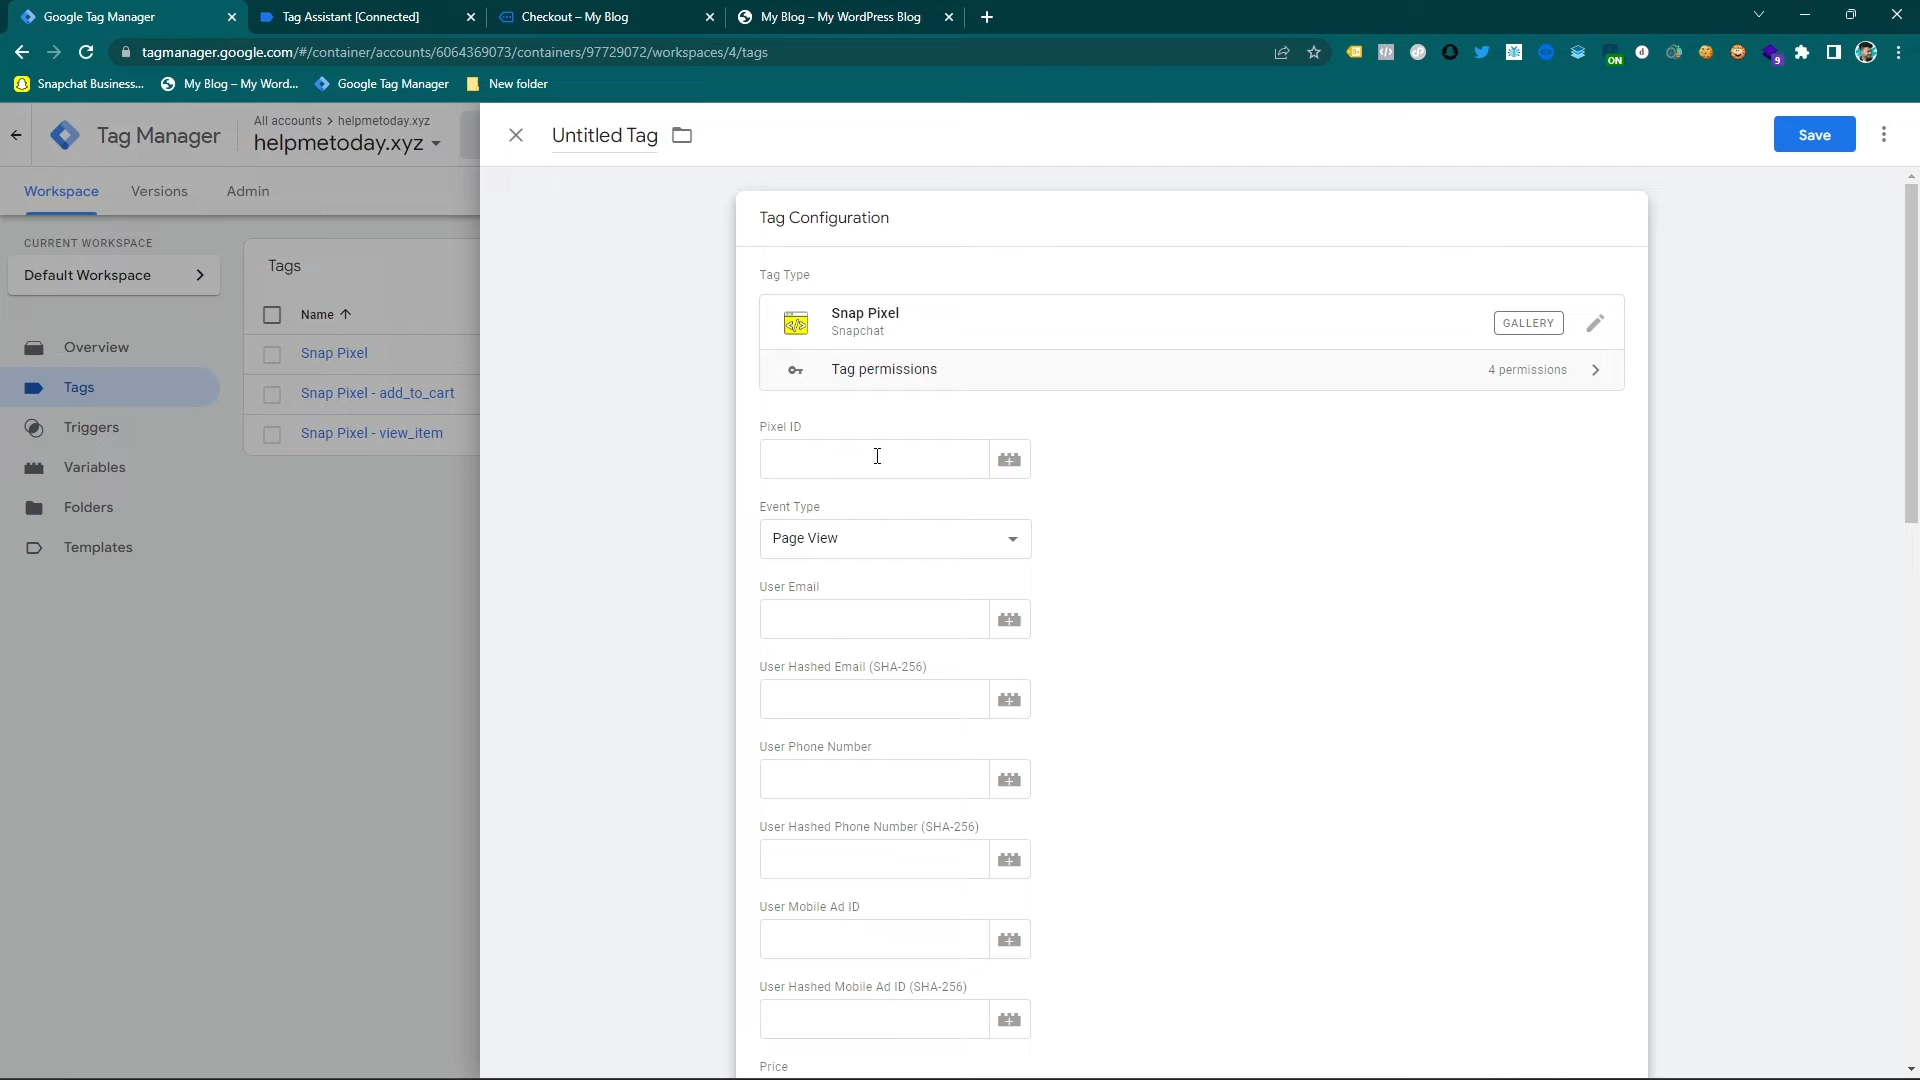 Google Tag Manager
Tag Assistant [Connected]
Checkout – My Blog
My Blog – My WordPress Blog
tagmanager.google.com/#/container/accounts/6064369073/containers/97729072/workspaces/4/tags
ON
9
Snapchat Business...
My Blog – My Word...
Google Tag Manager
New folder
Tag Manager
All accounts > helpmetoday.xyz
helpmetoday.xyz
Untitled Tag
Save
Workspace
Versions
Admin
CURRENT WORKSPACE
Default Workspace
Overview
Tags
Triggers
Variables
Folders
Templates
Tags
Name
Snap Pixel
Snap Pixel - add_to_cart
Snap Pixel - view_item
Tag Configuration
Tag Type
Snap Pixel
Snapchat
GALLERY
Tag permissions
4 permissions
Pixel ID
Event Type
Page View
User Email
User Hashed Email (SHA-256)
User Phone Number
User Hashed Phone Number (SHA-256)
User Mobile Ad ID
User Hashed Mobile Ad ID (SHA-256)
Price